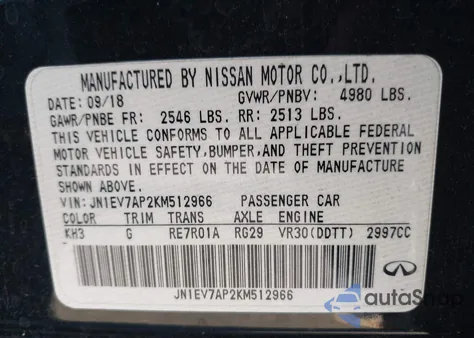 MANUFACTURED BY NISSAN MOTOR CO.,LTD.
DATE: 09/18 GVWR/PNBV: 4980 LBS.
GAWR/PNBE FR: 2546 LBS. RR: 2513 LBS.
THIS VEHICLE CONFORMS TO ALL APPLICABLE FEDERAL
MOTOR VEHICLE SAFETY,BUMPER,AND THEFT PREVENTION
STANDARDS IN EFFECT ON THE DATE OF MANUFACTURE
SHOWN ABOVE.
VIN: JN1EV7AP2KM512966 PASSENGER CAR
COLOR TRIM TRANS AXLE ENGINE
KH3 G RE7R01A RG29 VR30(DDTT) 2997CC
JN1EV7AP2KM512966
INFINITI
autoShop